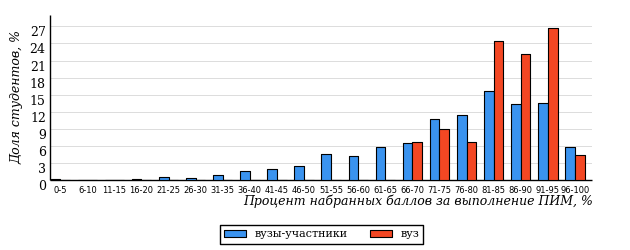 Доля студентов, %
27
24
21
18
15
12
9
6
3
0
0-5 6-10 11-15 16-20 21-25 26-30 31-35 36-40 41-45 46-50 51-55 56-60 61-65 66-70 71-75 76-80 81-85 86-90 91-95 96-100
Процент набранных баллов за выполнение ПИМ, %
вузы-участники вуз